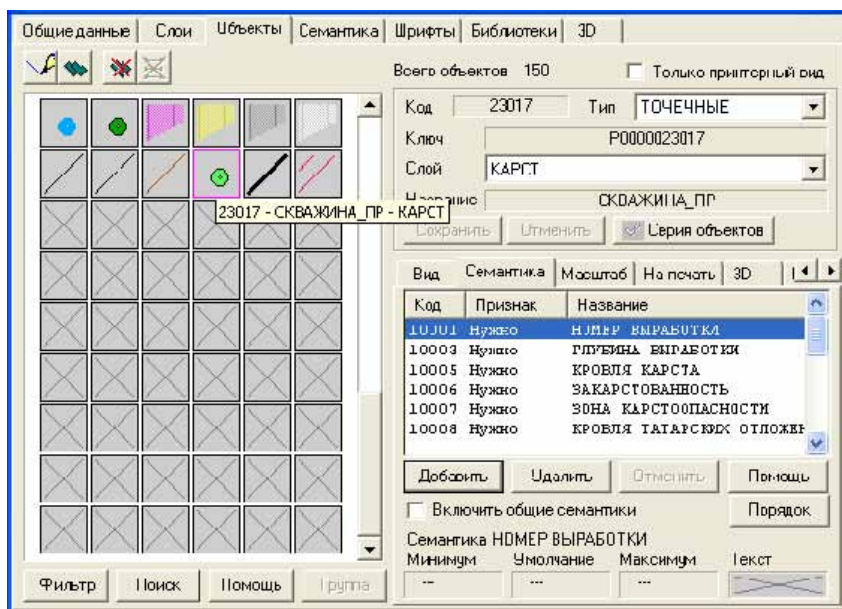 Общие данные Слои Объекты Семантика Шрифты Библиотеки 3D
Всего объектов 150 Только принтерный вид
Код 23017 Тип ТОЧЕЧНЫЕ
Ключ P0000023017
Слой КАРСТ
Название СКВАЖИНА_ПР
23017 - СКВАЖИНА_ПР - КАРСТ
Сохранить Отменить Серия объектов
Вид Семантика Масштаб На печать 3D
Код Признак Название
10001 Нужно НОМЕР ВЫРАБОТКИ
10003 Нужно ГЛУБИНА ВЫРАБОТКИ
10005 Нужно КРОВЛЯ КАРСТА
10006 Нужно ЗАКАРСТОВАННОСТЬ
10007 Нужно ЗОНА КАРСТООПАСНОСТИ
10008 Нужно КРОВЛЯ ТАТАРСКИХ ОТЛОЖЕН
Добавить Удалить Отменить Помощь
Включить общие семантики Порядок
Семантика НОМЕР ВЫРАБОТКИ
Минимум Умолчание Максимум Текст
--- --- ---
Фильтр Поиск Помощь Группа